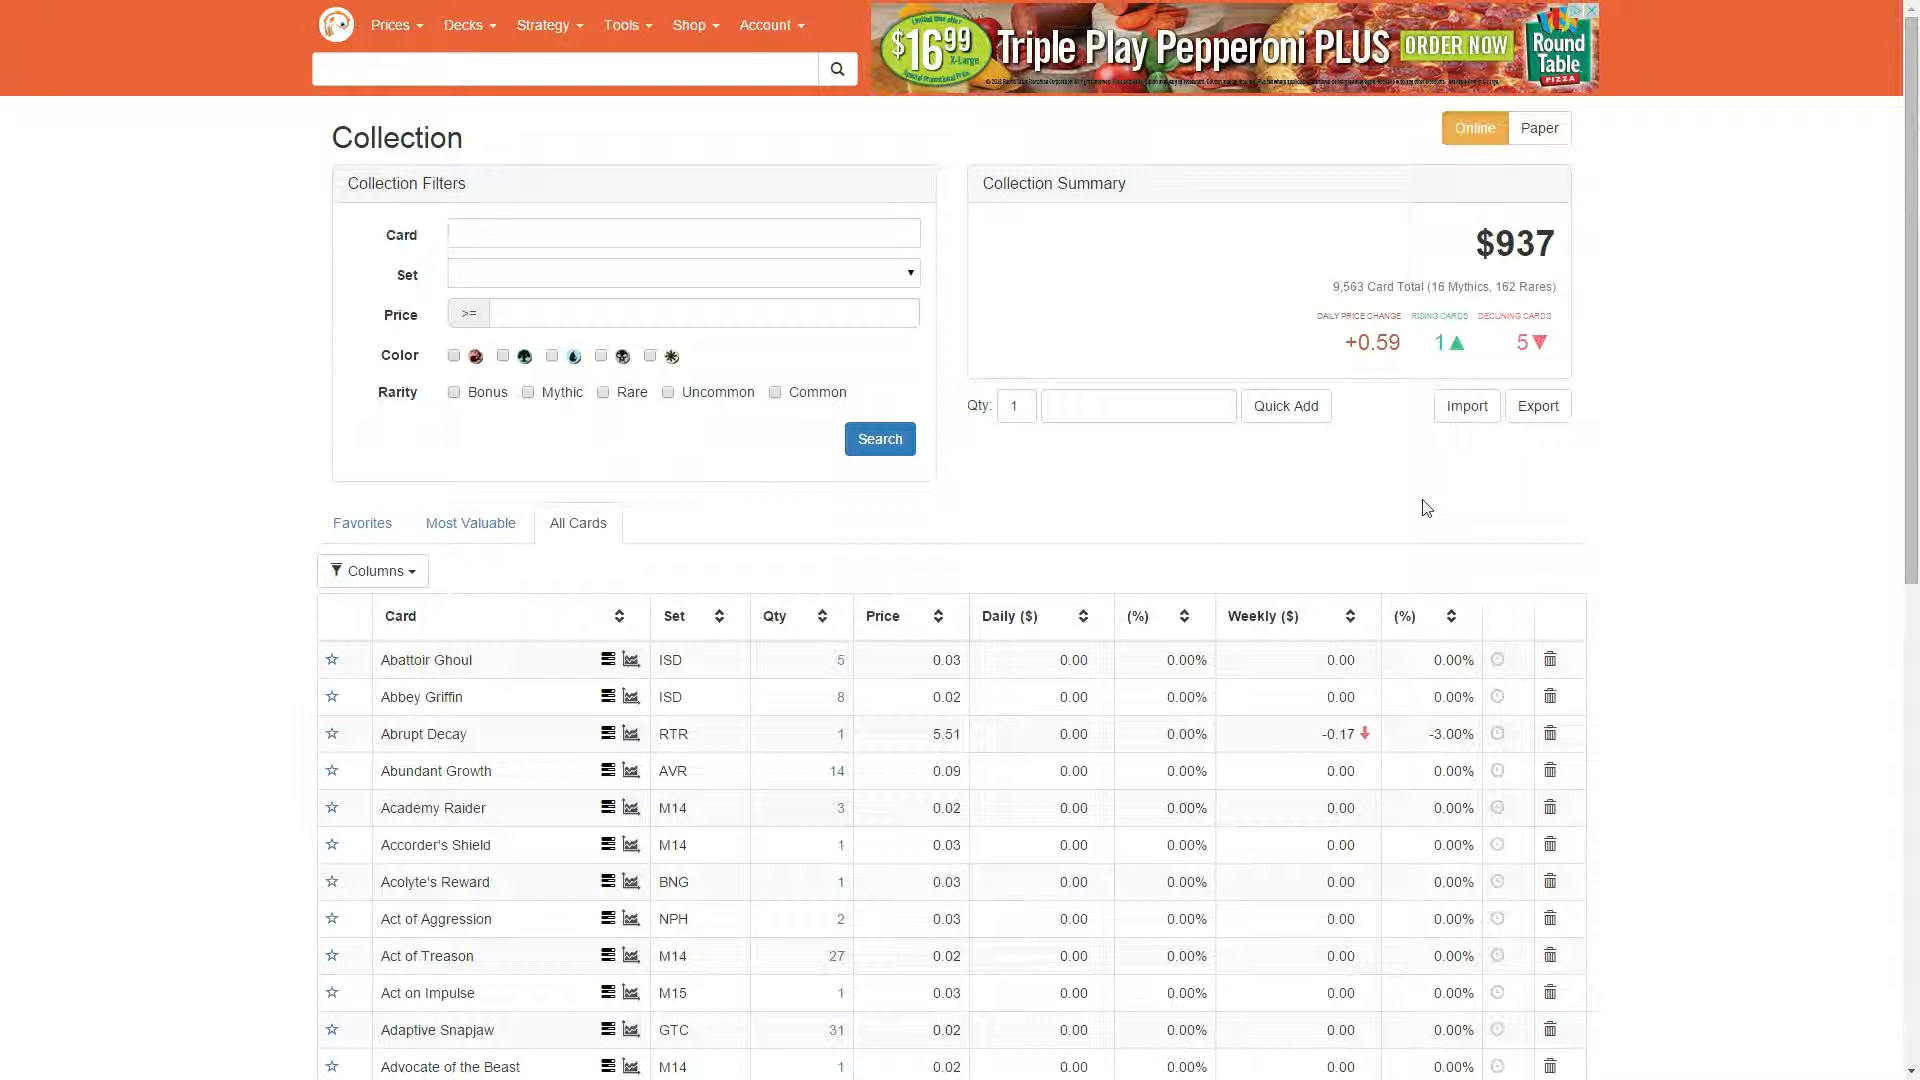 Prices Decks Strategy Tools Shop Account
Limited time offer
$16.99 X-Large
Special Promotional Price
Triple Play Pepperoni PLUS
ORDER NOW
Round Table PIZZA
Collection
Online Paper
Collection Filters
Card
Set
Price >=
Color
Rarity Bonus Mythic Rare Uncommon Common
Search
Collection Summary
$937
9,563 Card Total (16 Mythics, 162 Rares)
DAILY PRICE CHANGE RISING CARDS DECLINING CARDS
+0.59 1 5
Qty: 1 Quick Add Import Export
Favorites Most Valuable All Cards
Columns
Card Set Qty Price Daily ($) (%) Weekly ($) (%)
Abattoir Ghoul ISD 5 0.03 0.00 0.00% 0.00 0.00%
Abbey Griffin ISD 8 0.02 0.00 0.00% 0.00 0.00%
Abrupt Decay RTR 1 5.51 0.00 0.00% -0.17 -3.00%
Abundant Growth AVR 14 0.09 0.00 0.00% 0.00 0.00%
Academy Raider M14 3 0.02 0.00 0.00% 0.00 0.00%
Accorder's Shield M14 1 0.03 0.00 0.00% 0.00 0.00%
Acolyte's Reward BNG 1 0.03 0.00 0.00% 0.00 0.00%
Act of Aggression NPH 2 0.03 0.00 0.00% 0.00 0.00%
Act of Treason M14 27 0.02 0.00 0.00% 0.00 0.00%
Act on Impulse M15 1 0.03 0.00 0.00% 0.00 0.00%
Adaptive Snapjaw GTC 31 0.02 0.00 0.00% 0.00 0.00%
Advocate of the Beast M14 1 0.02 0.00 0.00% 0.00 0.00%